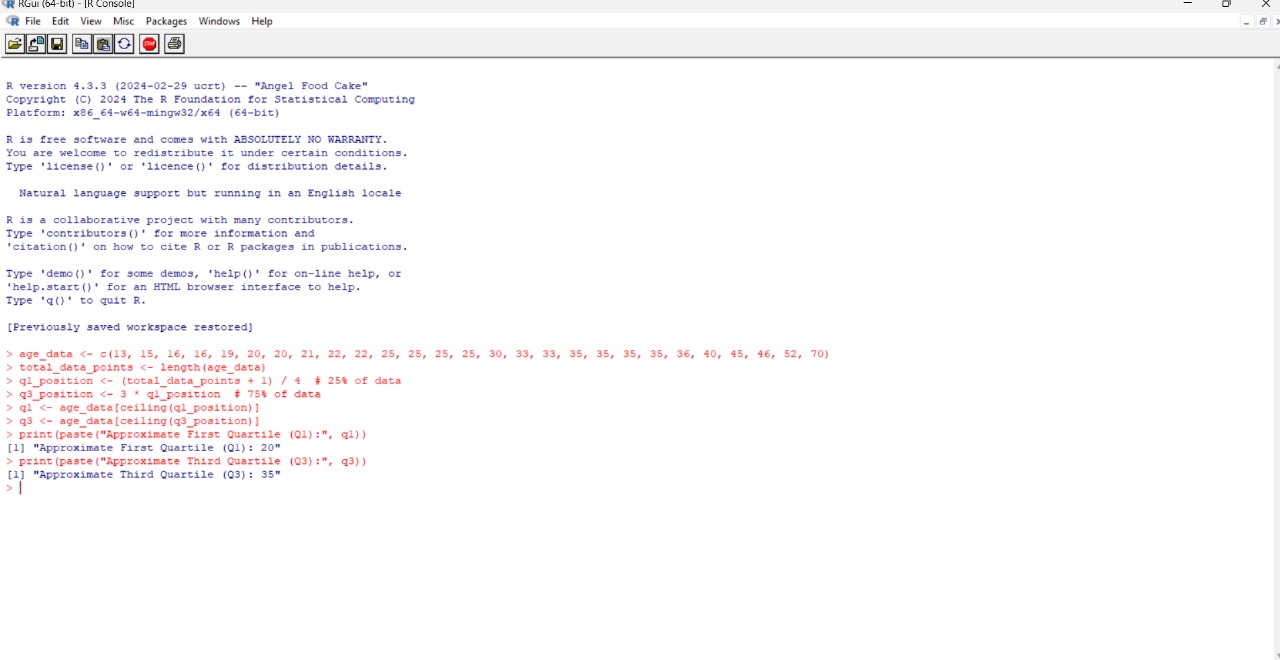 RGui (64-bit) - [R Console]
File Edit View Misc Packages Windows Help
STOP
R version 4.3.3 (2024-02-29 ucrt) -- "Angel Food Cake"
Copyright (C) 2024 The R Foundation for Statistical Computing
Platform: x86_64-w64-mingw32/x64 (64-bit)
R is free software and comes with ABSOLUTELY NO WARRANTY.
You are welcome to redistribute it under certain conditions.
Type 'license()' or 'licence()' for distribution details.
Natural language support but running in an English locale
R is a collaborative project with many contributors.
Type 'contributors()' for more information and
'citation()' on how to cite R or R packages in publications.
Type 'demo()' for some demos, 'help()' for on-line help, or
'help.start()' for an HTML browser interface to help.
Type 'q()' to quit R.
[Previously saved workspace restored]
> age_data <- c(13, 15, 16, 16, 19, 20, 20, 21, 22, 22, 25, 25, 25, 25, 30, 33, 33, 35, 35, 35, 35, 36, 40, 45, 46, 52, 70)
> total_data_points <- length(age_data)
> q1_position <- (total_data_points + 1) / 4  # 25% of data
> q3_position <- 3 * q1_position  # 75% of data
> q1 <- age_data[ceiling(q1_position)]
> q3 <- age_data[ceiling(q3_position)]
> print(paste("Approximate First Quartile (Q1):", q1))
[1] "Approximate First Quartile (Q1): 20"
> print(paste("Approximate Third Quartile (Q3):", q3))
[1] "Approximate Third Quartile (Q3): 35"
>